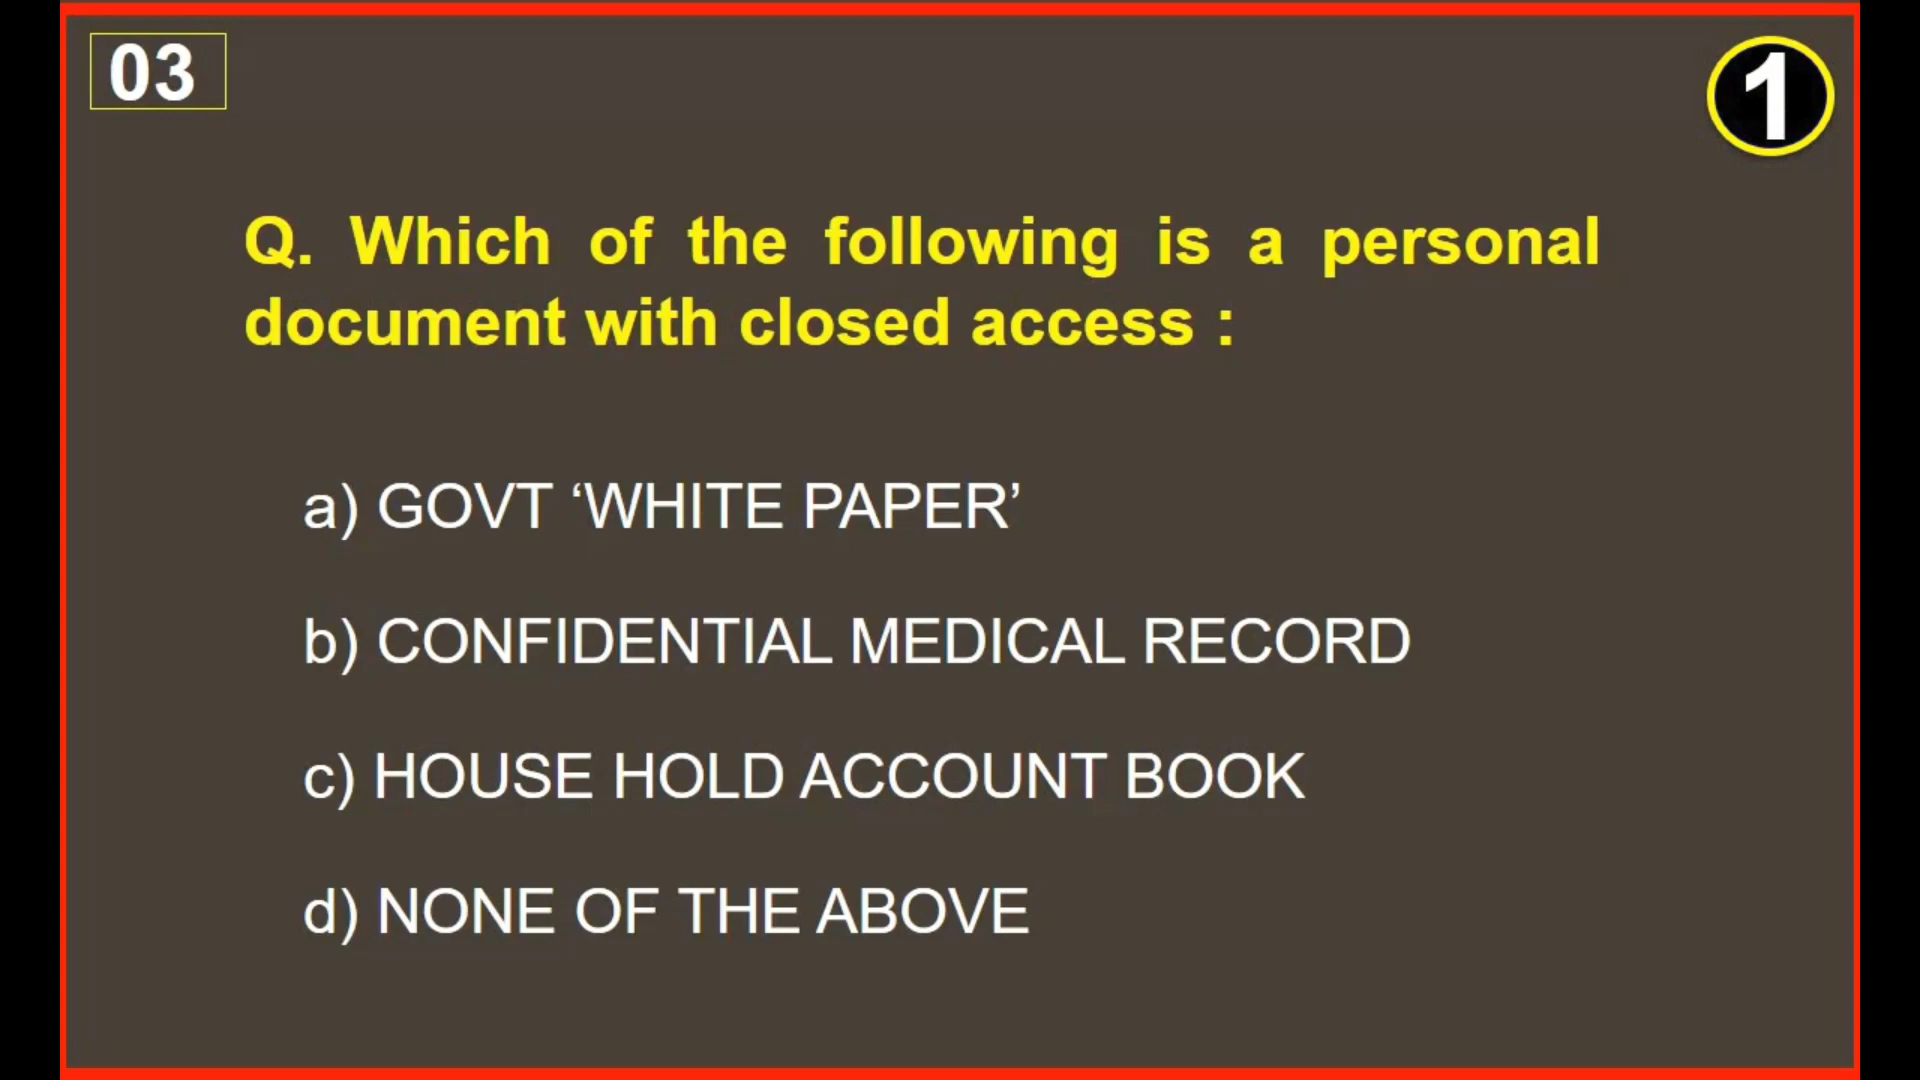 03
1
Q. Which of the following is a personal
document with closed access :
a) GOVT ‘WHITE PAPER’
b) CONFIDENTIAL MEDICAL RECORD
c) HOUSE HOLD ACCOUNT BOOK
d) NONE OF THE ABOVE